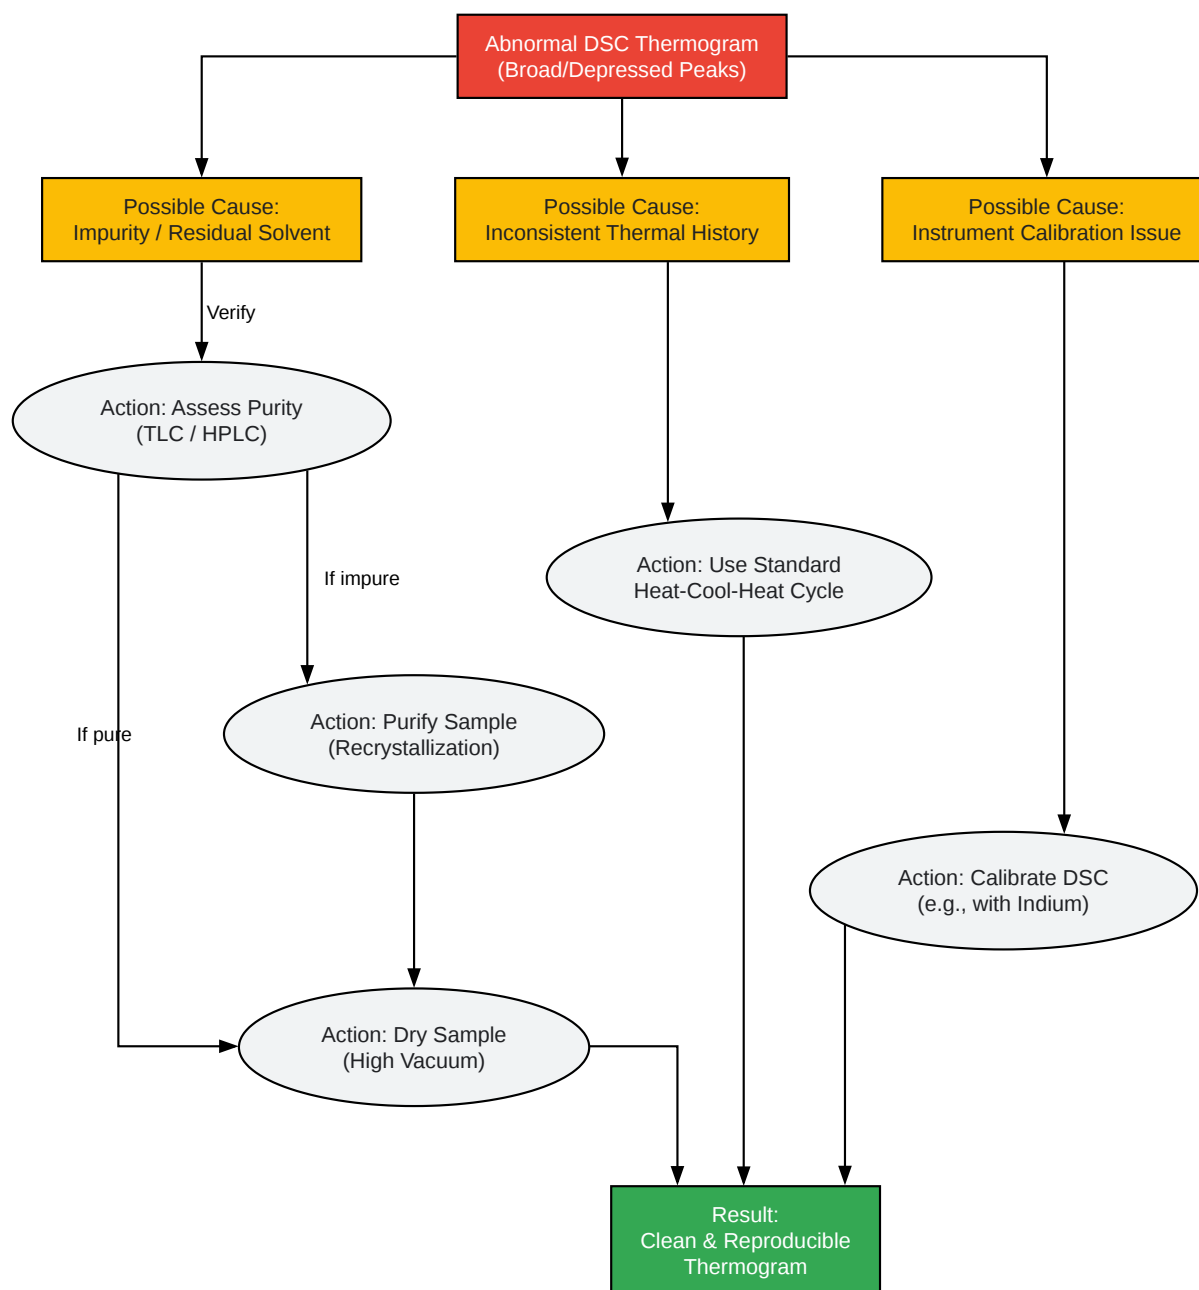 Abnormal DSC Thermogram
(Broad/Depressed Peaks)
Possible Cause:
Impurity / Residual Solvent
Possible Cause:
Inconsistent Thermal History
Possible Cause:
Instrument Calibration Issue
Verify
Action: Assess Purity
(TLC / HPLC)
If impure
Action: Use Standard
Heat-Cool-Heat Cycle
If pure
Action: Purify Sample
(Recrystallization)
Action: Calibrate DSC
(e.g., with Indium)
Action: Dry Sample
(High Vacuum)
Result:
Clean & Reproducible
Thermogram